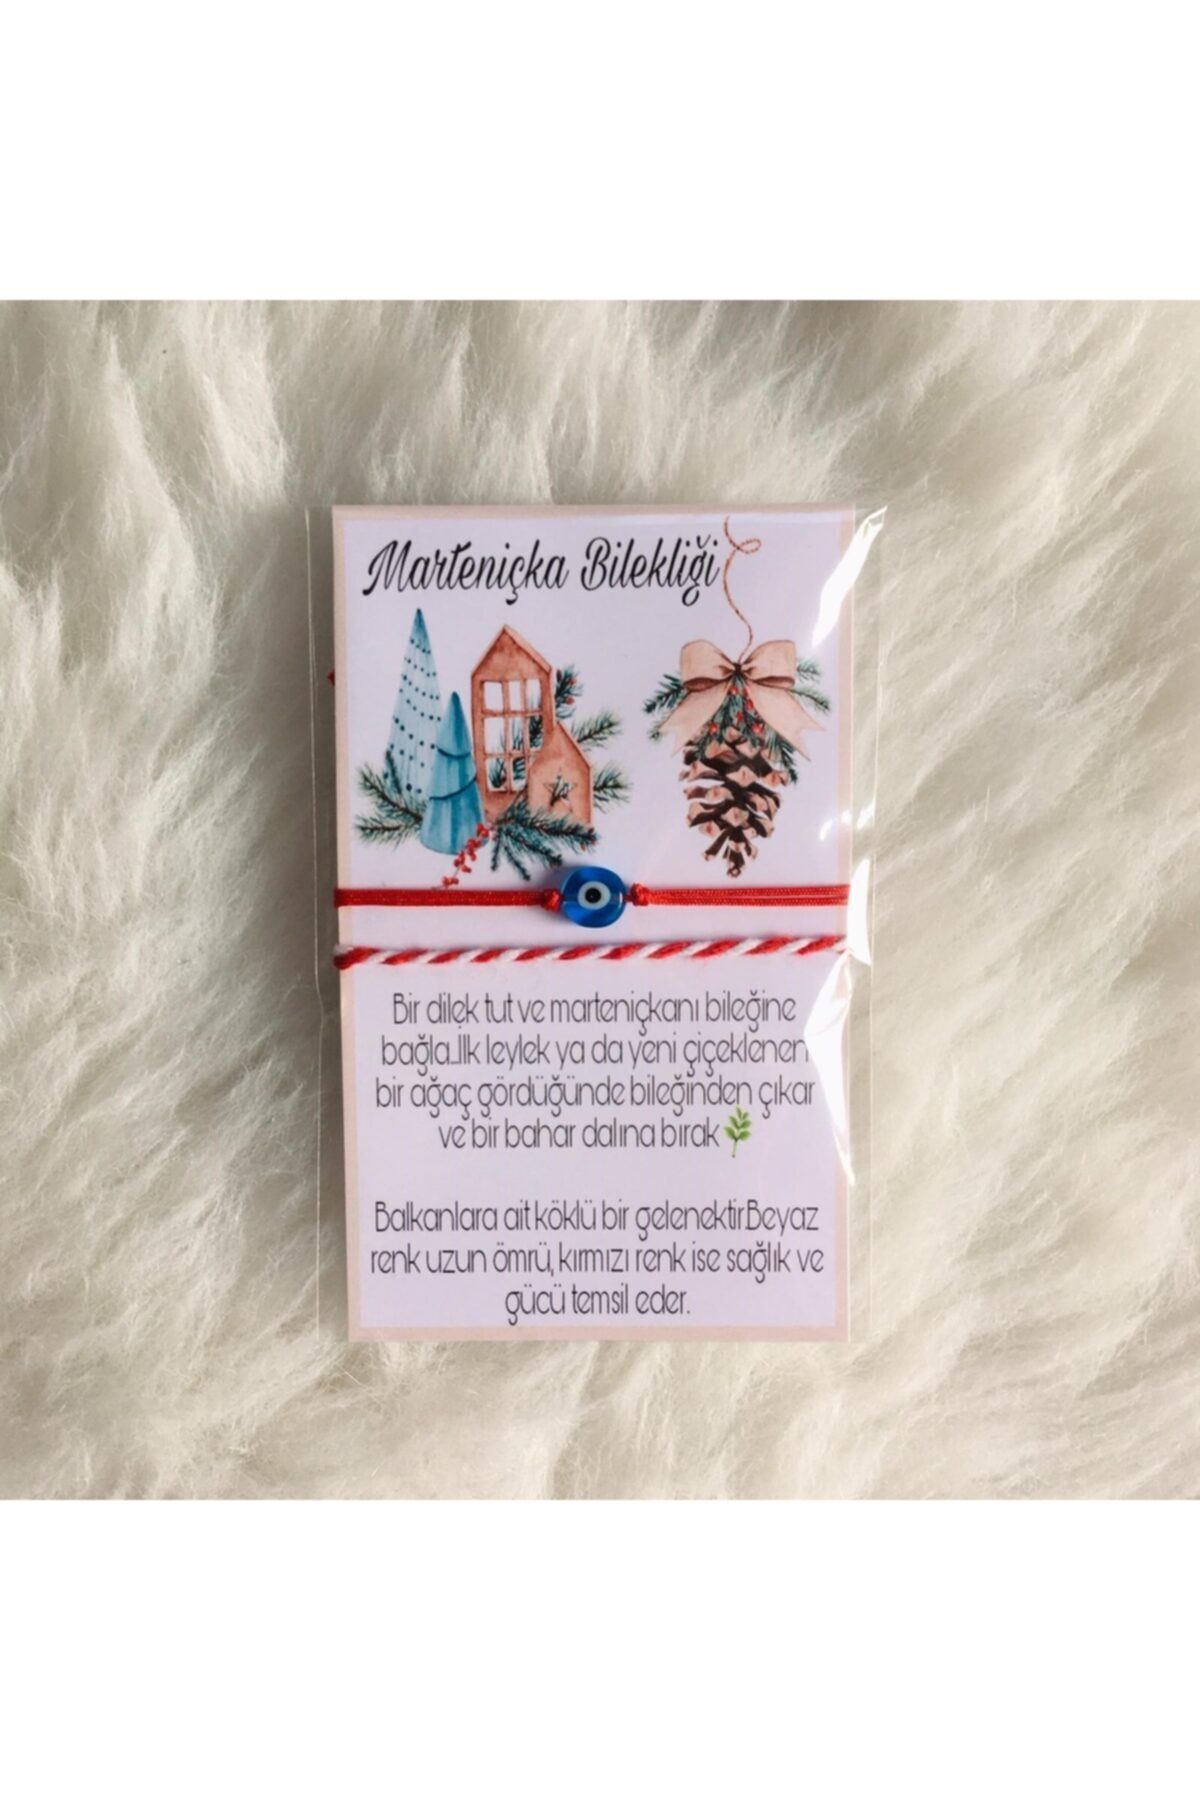 Marteniçka Bilekliği
Bir dilek tut ve marteniçkanı bileğine
bağla...İlk leylek ya da yeni çiçeklenen
bir ağaç gördüğünde bileğinden çıkar
ve bir bahar dalına bırak
Balkanlara ait köklü bir gelenektir.Beyaz
renk uzun ömrü, kırmızı renk ise sağlık ve
gücü temsil eder.